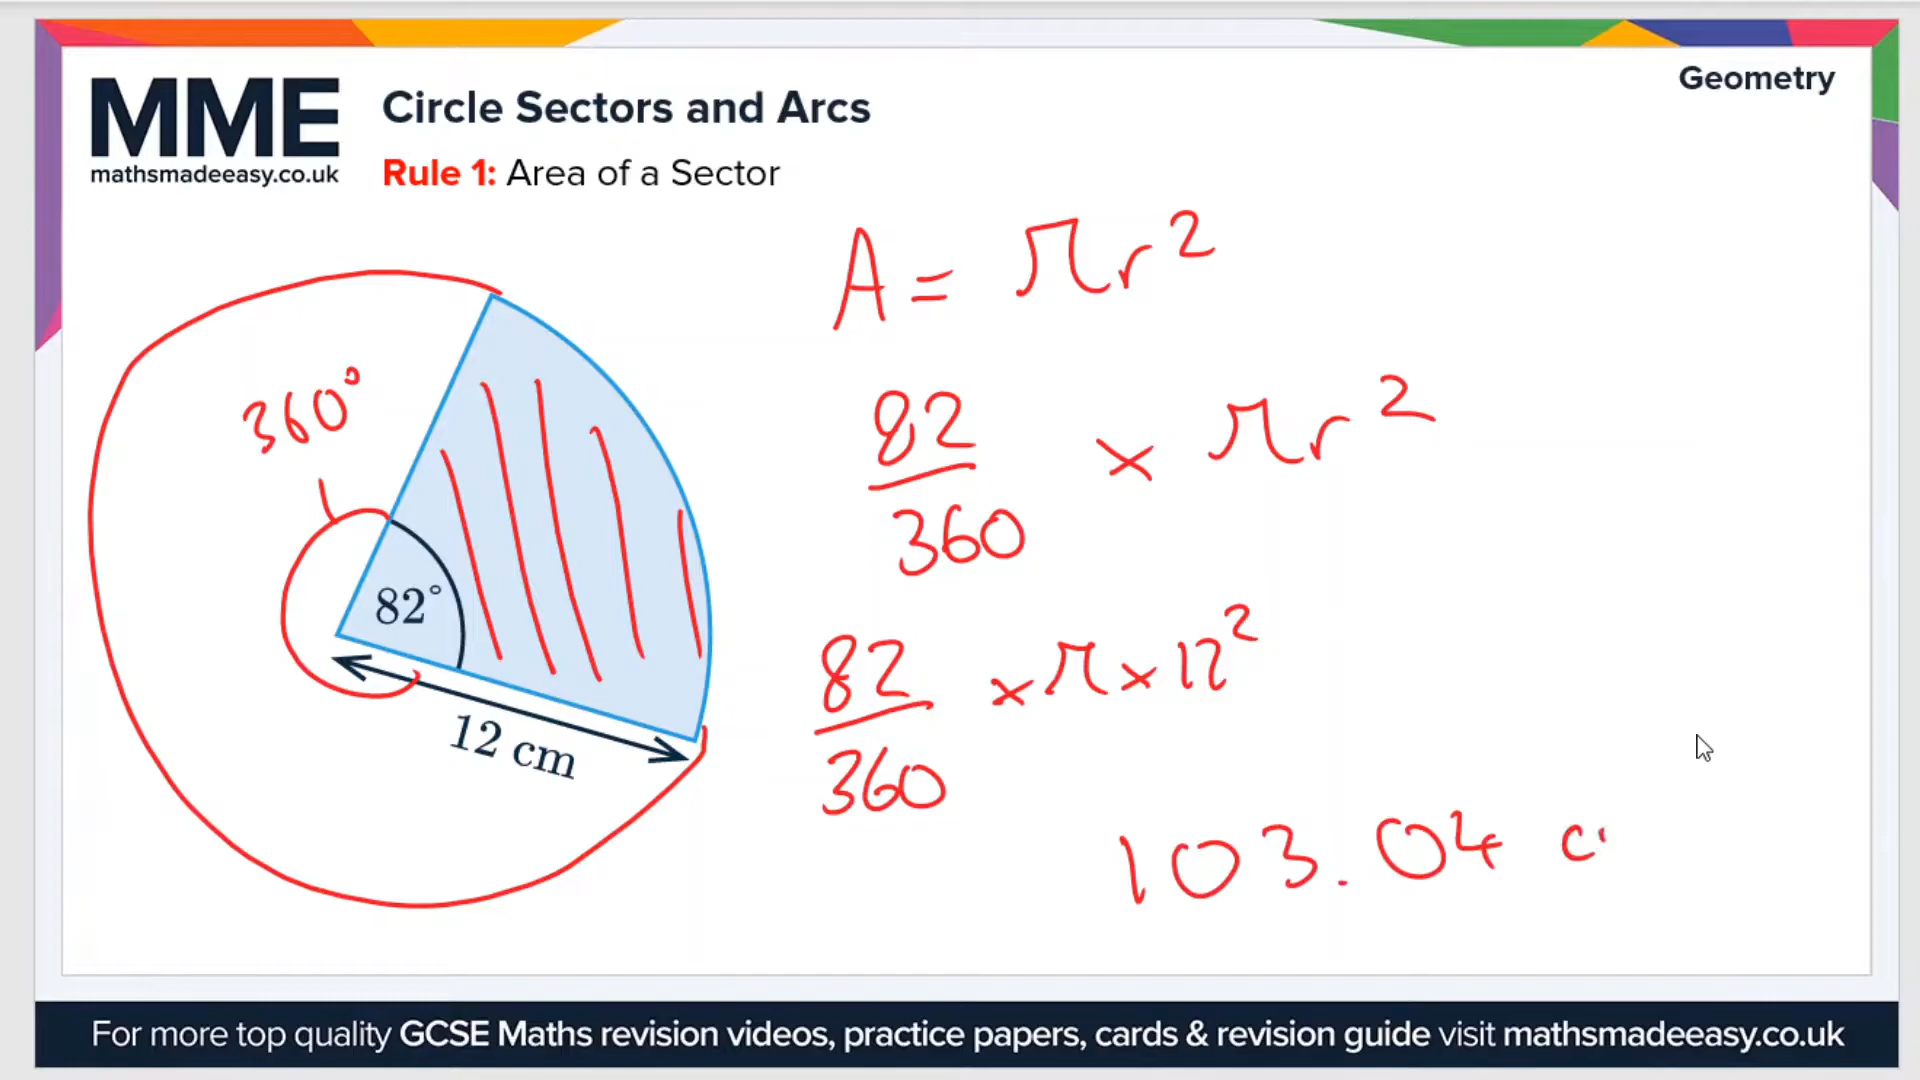 Geometry
MME
mathsmadeeasy.co.uk
Circle Sectors and Arcs
Rule 1: Area of a Sector
A = πr²
360°
82/360 × πr²
82°
82/360 × π × 12²
12 cm
103.04 c
For more top quality GCSE Maths revision videos, practice papers, cards & revision guide visit mathsmadeeasy.co.uk